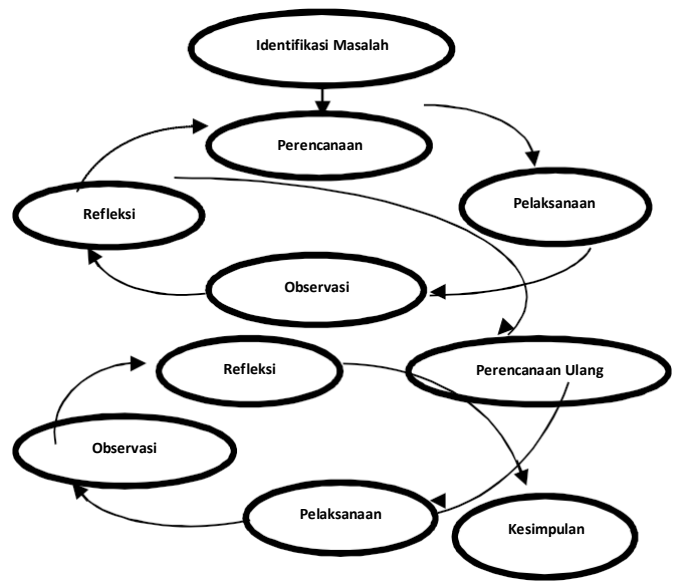 Identifikasi Masalah
Perencanaan
Pelaksanaan
Refleksi
Observasi
Perencanaan Ulang
Refleksi
Observasi
Pelaksanaan
Kesimpulan